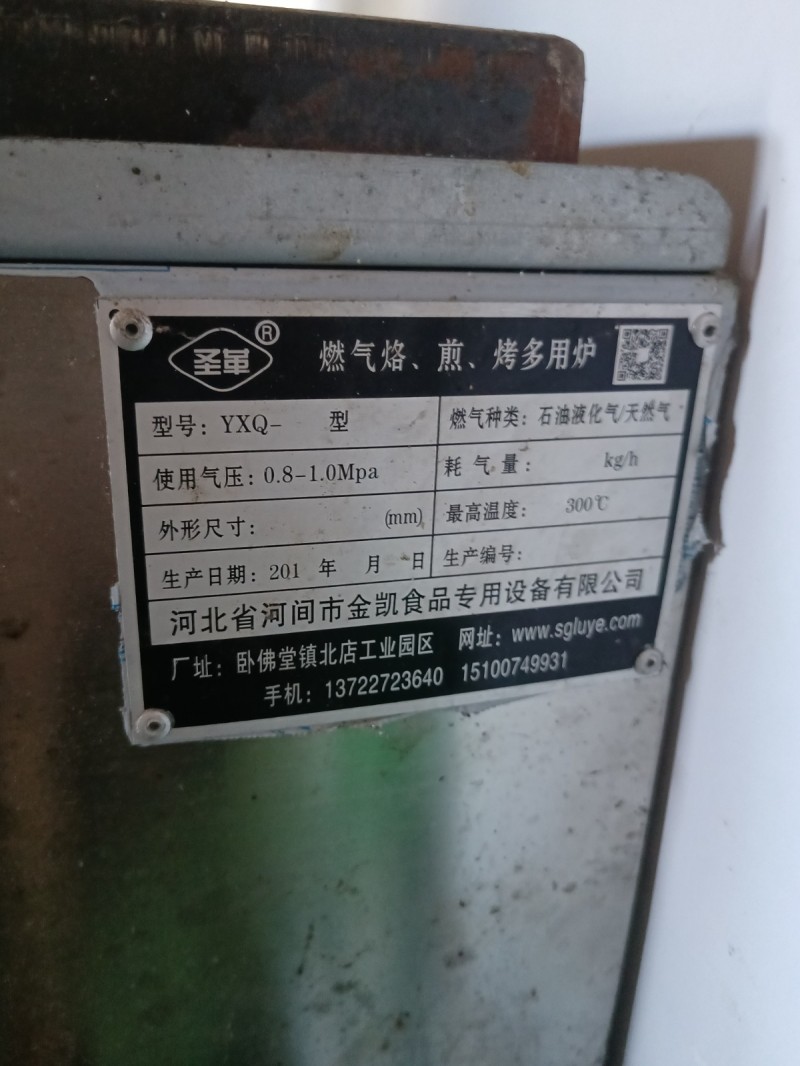 圣革®
燃气烙、煎、烤多用炉
型号：YXQ- 型
燃气种类：石油液化气/天然气
使用气压：0.8-1.0Mpa
耗气量： kg/h
外形尺寸： (mm)
最高温度： 300℃
生产日期：201 年 月 日
生产编号：
河北省河间市金凯食品专用设备有限公司
厂址：卧佛堂镇北店工业园区 网址：www.sgluye.com
手机：13722723640 15100749931